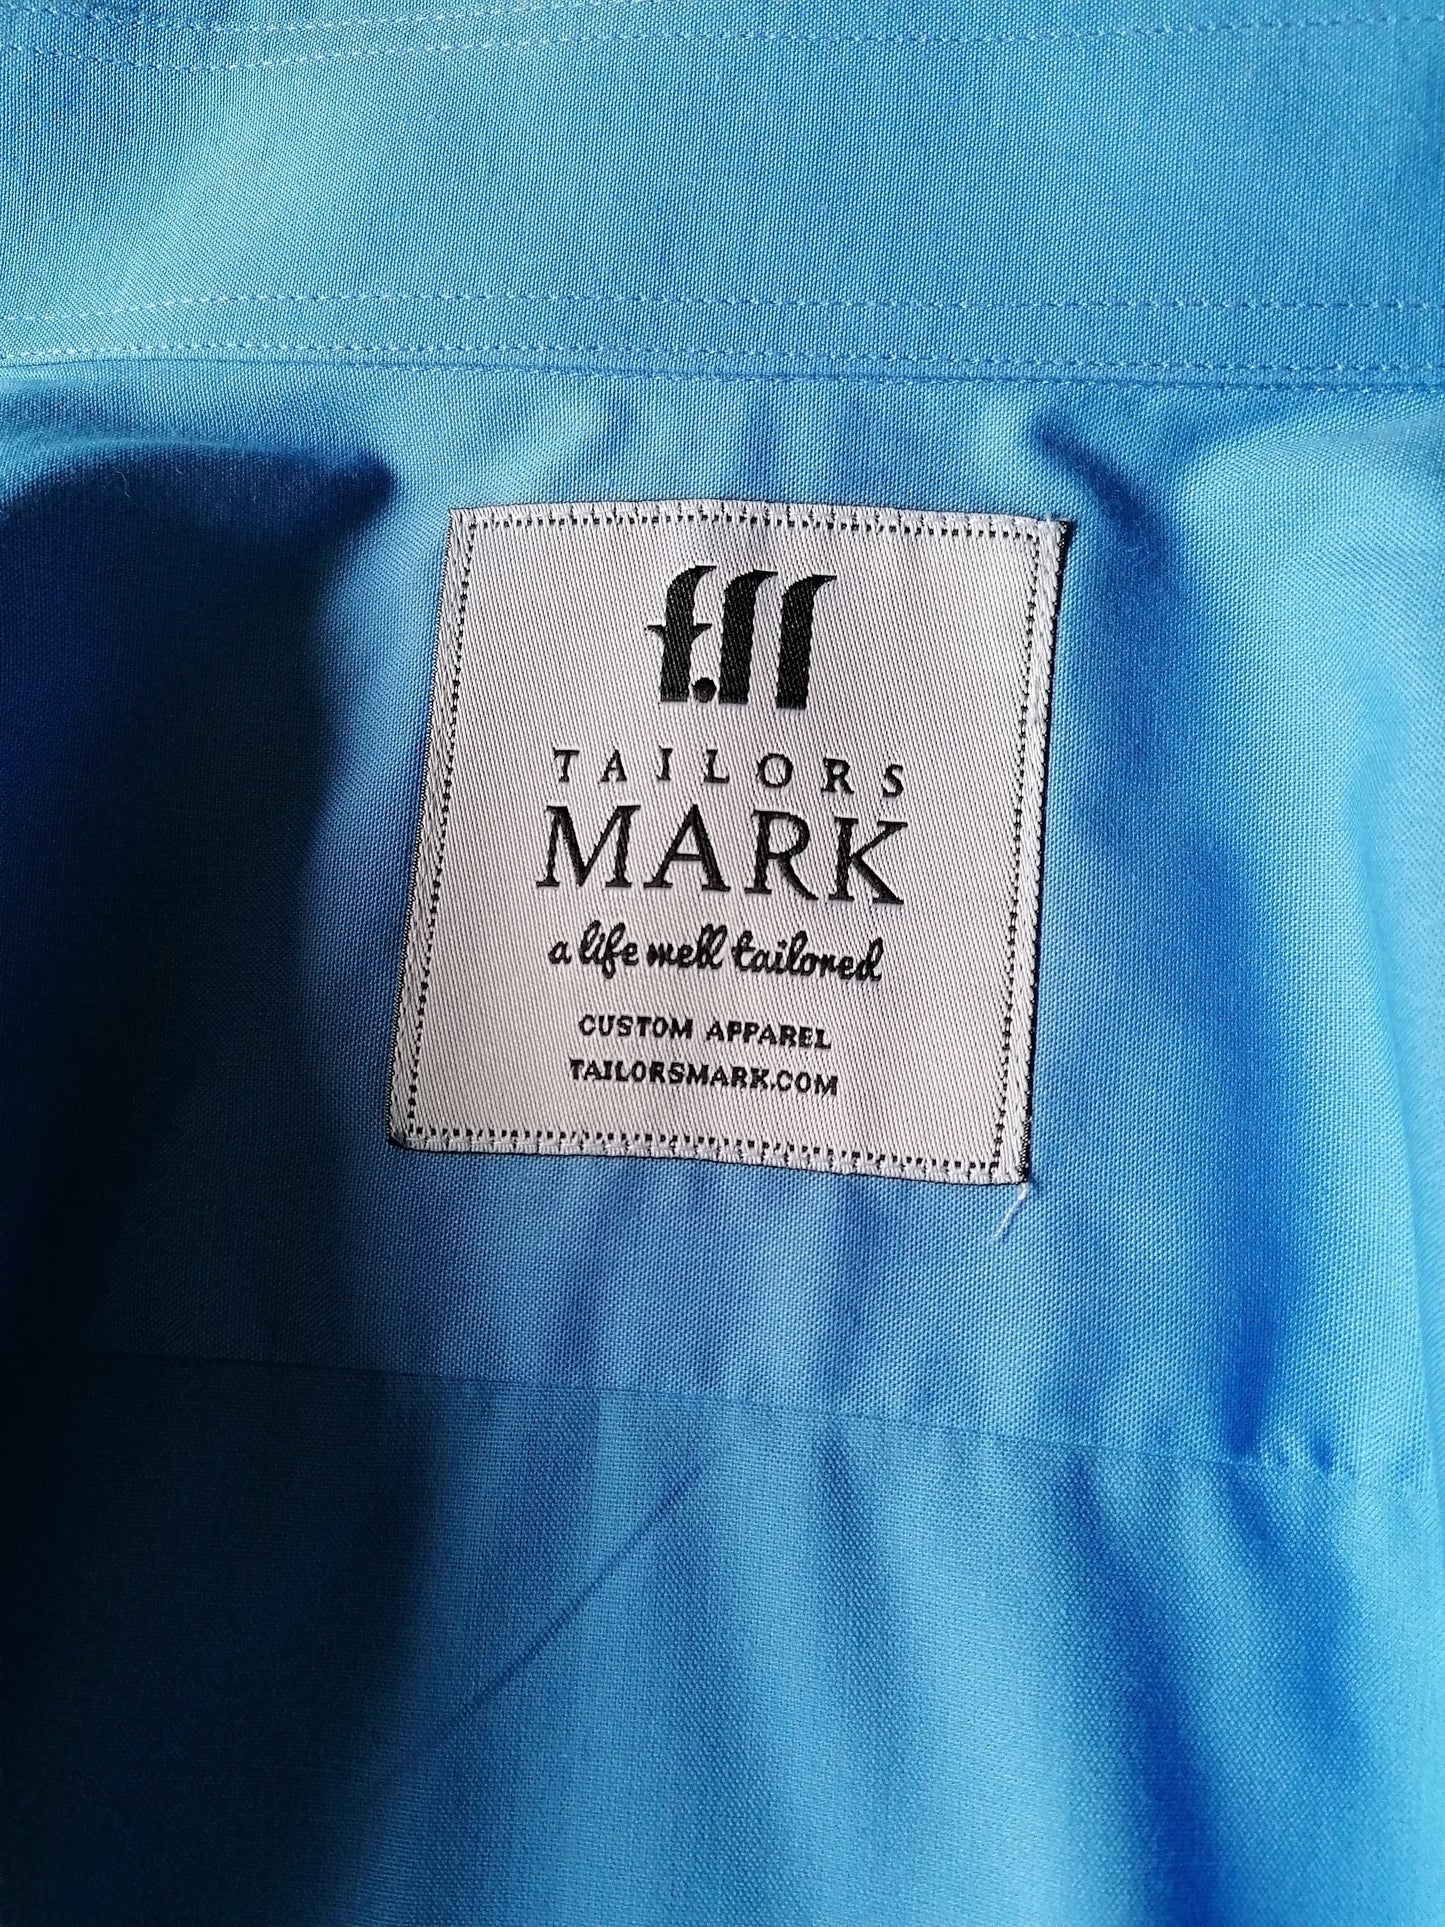 TAILORS
MARK
a life well tailored
CUSTOM APPAREL
TAILORSMARK.COM